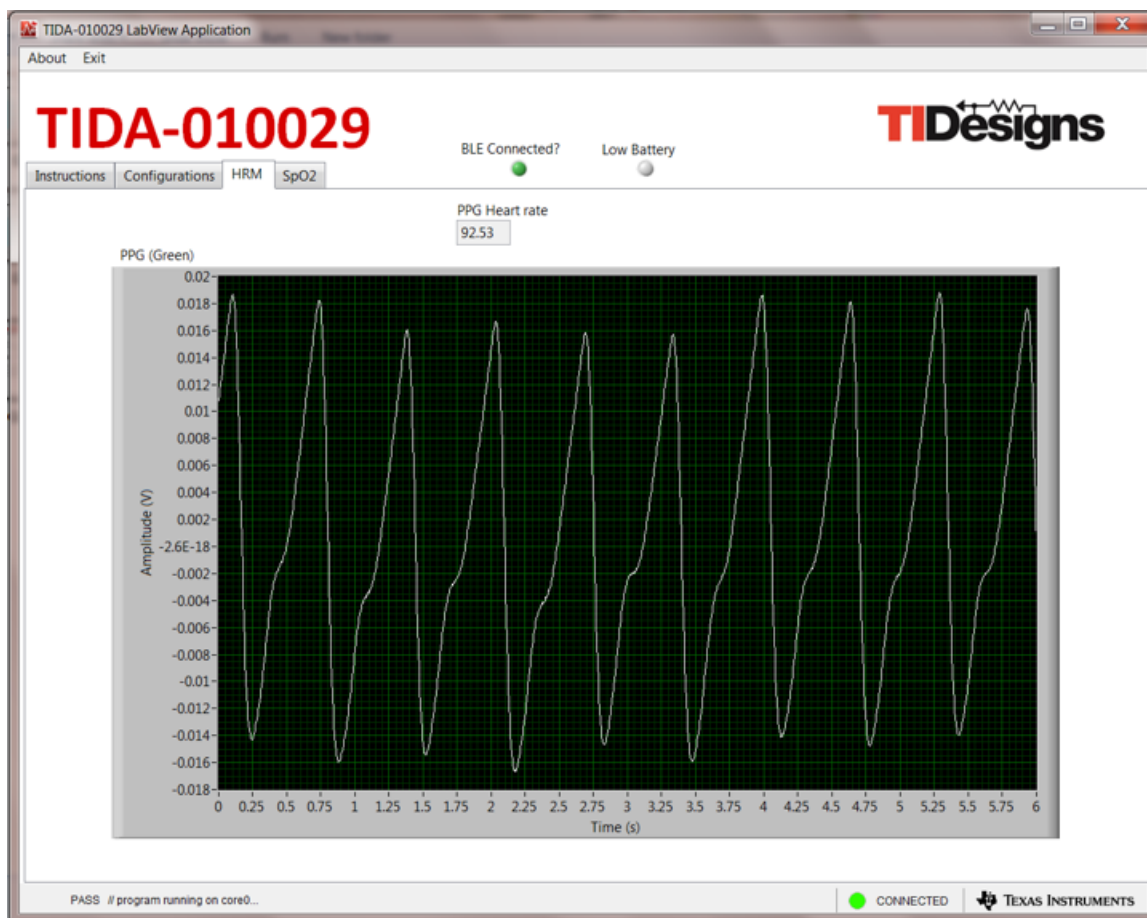 TIDA-010029 LabView Application
About Exit
TIDA-010029
TIDesigns
BLE Connected? Low Battery
Instructions Configurations HRM SpO2
PPG Heart rate
92.53
PPG (Green)
0.02
0.018
0.016
0.014
0.012
0.01
0.008
0.006
0.004
0.002
-2.6E-18
-0.002
-0.004
-0.006
-0.008
-0.01
-0.012
-0.014
-0.016
-0.018
Amplitude (V)
0 0.25 0.5 0.75 1 1.25 1.5 1.75 2 2.25 2.5 2.75 3 3.25 3.5 3.75 4 4.25 4.5 4.75 5 5.25 5.5 5.75 6
Time (s)
PASS // program running on core0... CONNECTED TEXAS INSTRUMENTS